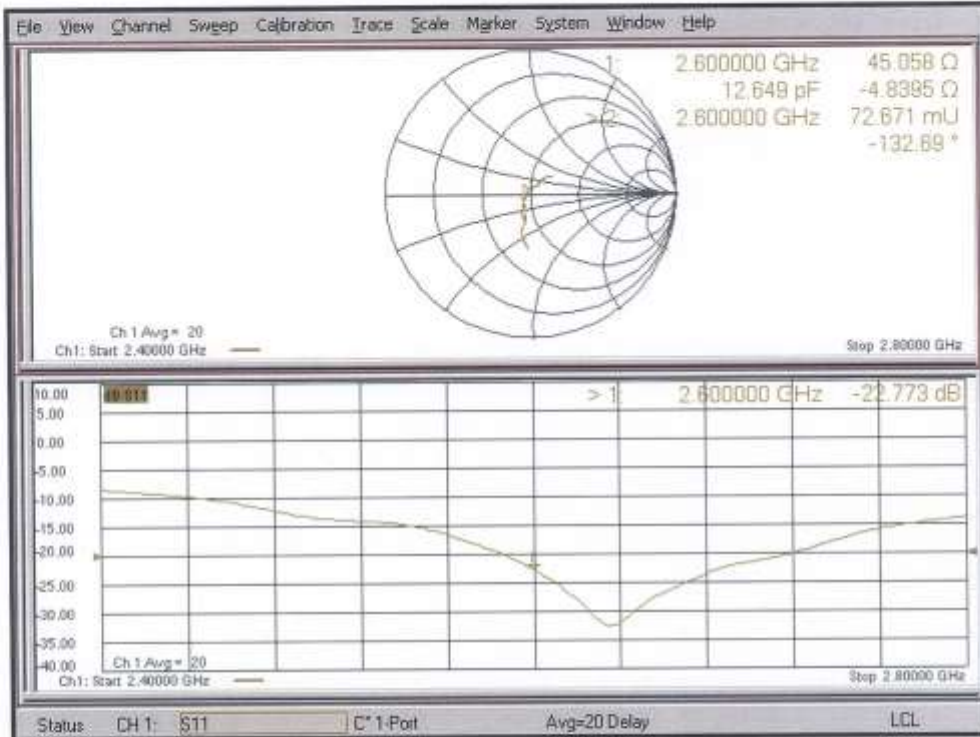 File View Channel Sweep Calibration Trace Scale Marker System Window Help
1: 2.600000 GHz 45.058 Ω
12.649 pF -4.8395 Ω
> 2: 2.600000 GHz 72.671 mU
-132.69 °
Ch 1 Avg = 20
Ch1: Start 2.40000 GHz Stop 2.80000 GHz
10.00 > 1: 2.600000 GHz -22.773 dB
5.00
0.00
-5.00
-10.00
-15.00
-20.00
-25.00
-30.00
-35.00
-40.00
Ch 1 Avg = 20
Ch1: Start 2.40000 GHz Stop 2.80000 GHz
Status CH 1: S11 C* 1-Port Avg=20 Delay LCL